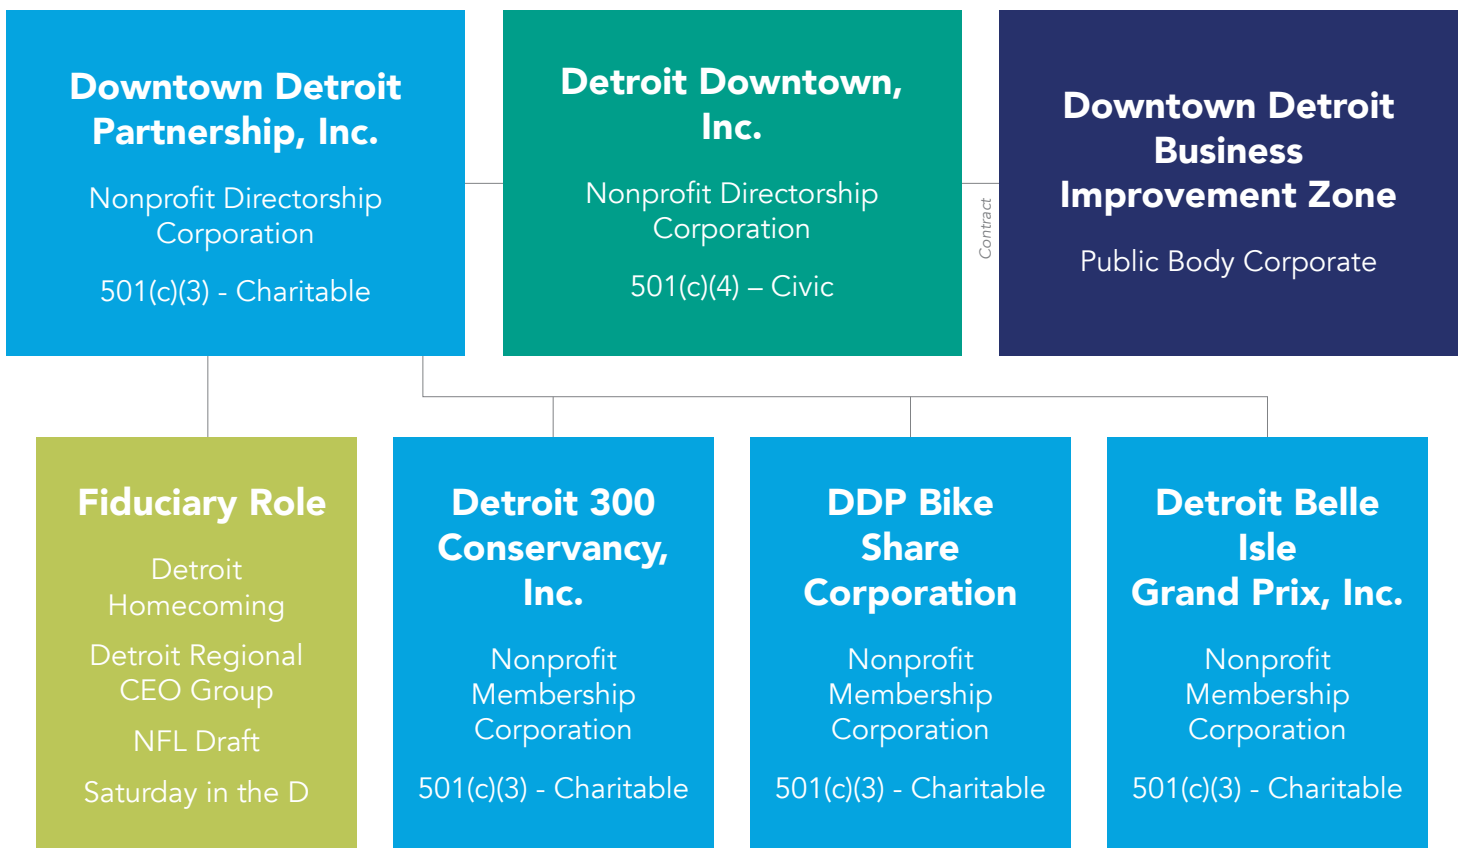 Downtown Detroit
Partnership, Inc.
Nonprofit Directorship
Corporation
501(c)(3) - Charitable
Detroit Downtown,
Inc.
Nonprofit Directorship
Corporation
501(c)(4) – Civic
Contract
Downtown Detroit
Business
Improvement Zone
Public Body Corporate
Fiduciary Role
Detroit
Homecoming
Detroit Regional
CEO Group
NFL Draft
Saturday in the D
Detroit 300
Conservancy,
Inc.
Nonprofit
Membership
Corporation
501(c)(3) - Charitable
DDP Bike
Share
Corporation
Nonprofit
Membership
Corporation
501(c)(3) - Charitable
Detroit Belle
Isle
Grand Prix, Inc.
Nonprofit
Membership
Corporation
501(c)(3) - Charitable